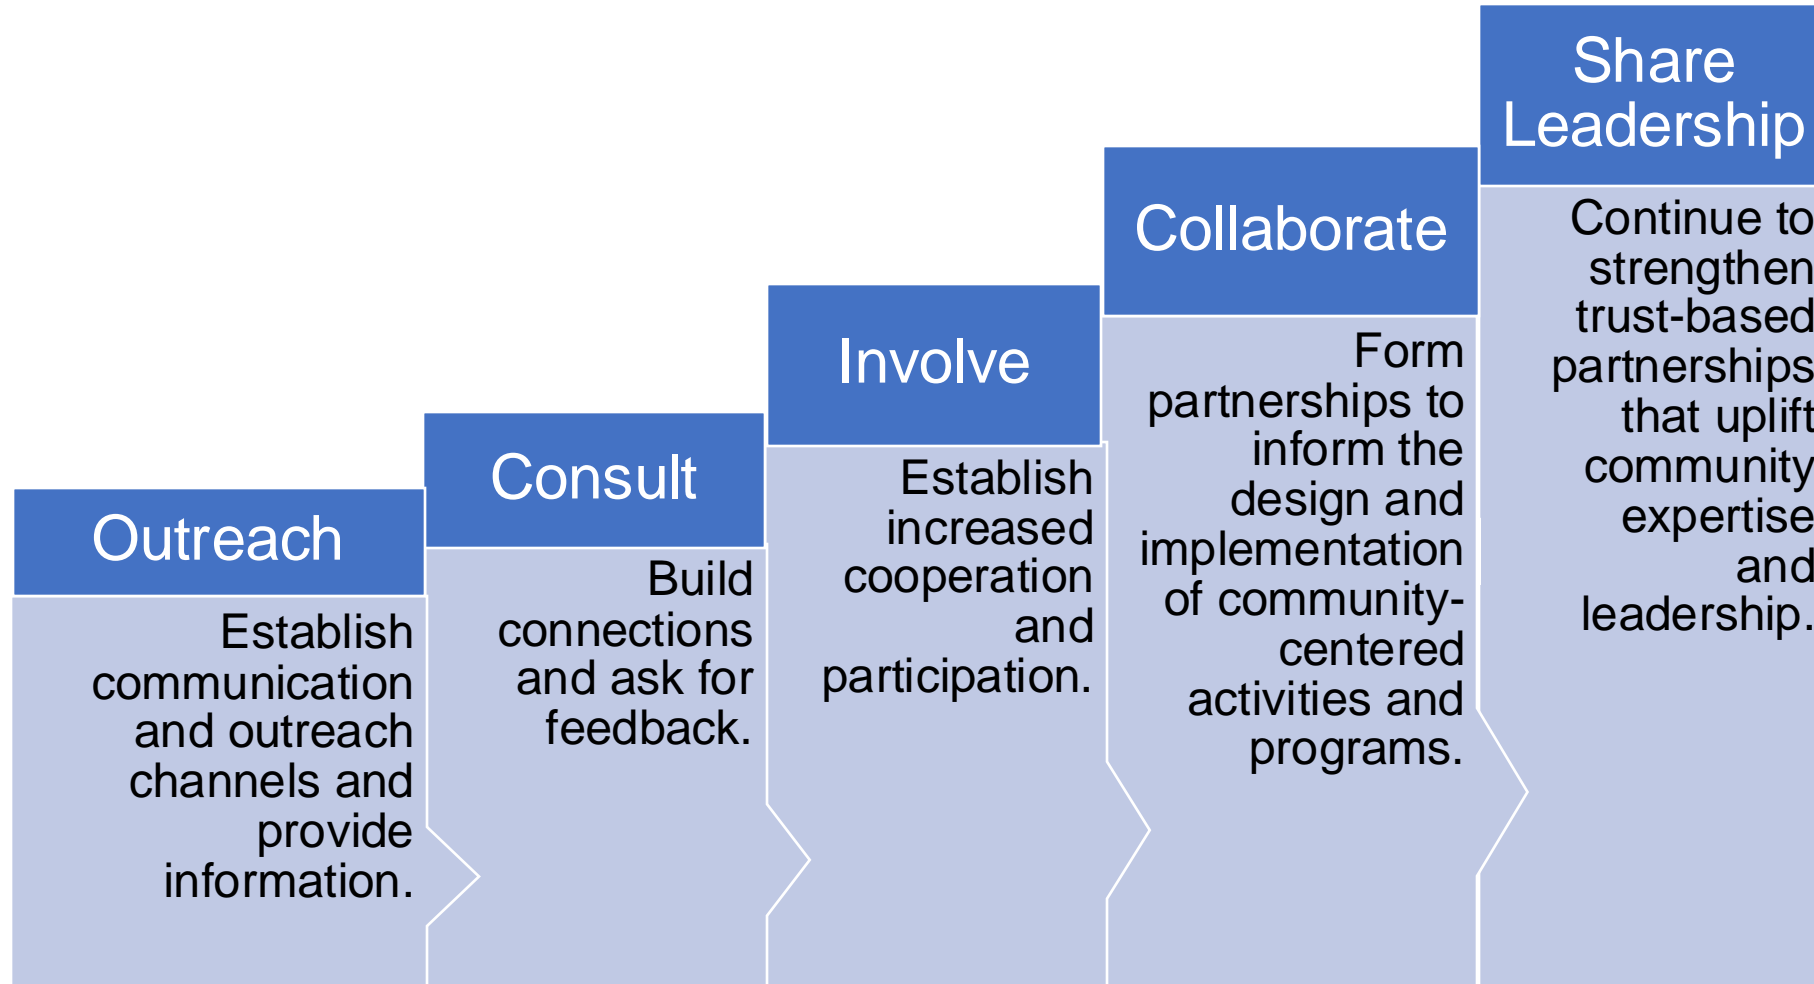 Outreach
Establish
communication
and outreach
channels and
provide
information.
Consult
Build
connections
and ask for
feedback.
Involve
Establish
increased
cooperation
and
participation.
Collaborate
Form
partnerships to
inform the
design and
implementation
of community-
centered
activities and
programs.
Share
Leadership
Continue to
strengthen
trust-based
partnerships
that uplift
community
expertise
and
leadership.